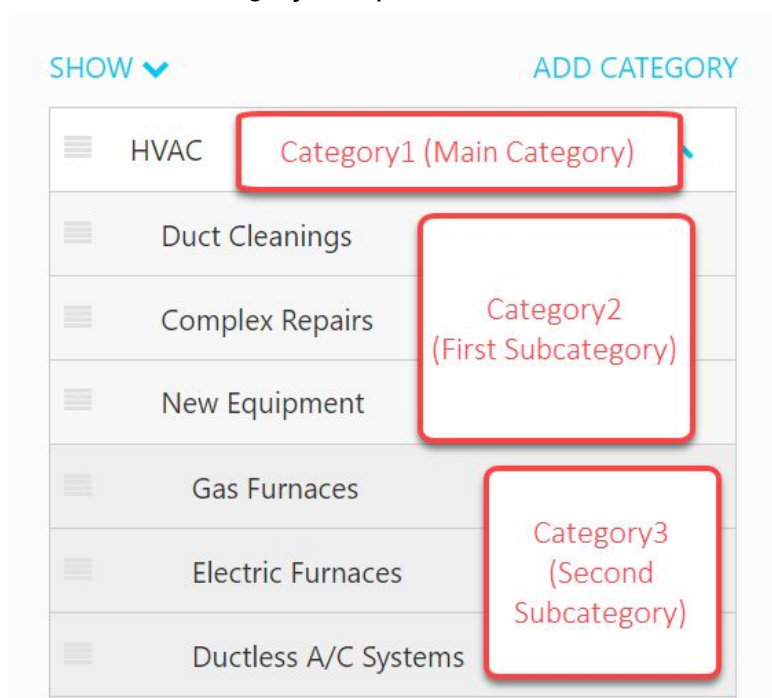 SHOW ADD CATEGORY
HVAC Category1 (Main Category)
Duct Cleanings
Complex Repairs
New Equipment
Category2
(First Subcategory)
Gas Furnaces
Electric Furnaces
Ductless A/C Systems
Category3
(Second
Subcategory)